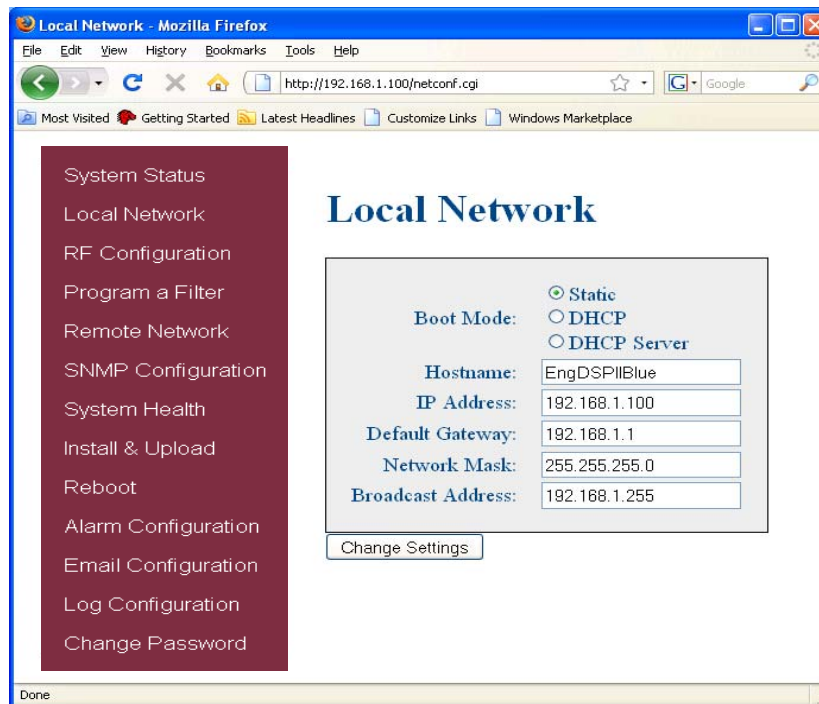 Local Network - Mozilla Firefox
File Edit View History Bookmarks Tools Help
http://192.168.1.100/netconf.cgi
G Google
Most Visited Getting Started Latest Headlines Customize Links Windows Marketplace
System Status
Local Network
RF Configuration
Program a Filter
Remote Network
SNMP Configuration
System Health
Install & Upload
Reboot
Alarm Configuration
Email Configuration
Log Configuration
Change Password
Local Network
Boot Mode:
Static
DHCP
DHCP Server
Hostname: EngDSPIIBlue
IP Address: 192.168.1.100
Default Gateway: 192.168.1.1
Network Mask: 255.255.255.0
Broadcast Address: 192.168.1.255
Change Settings
Done